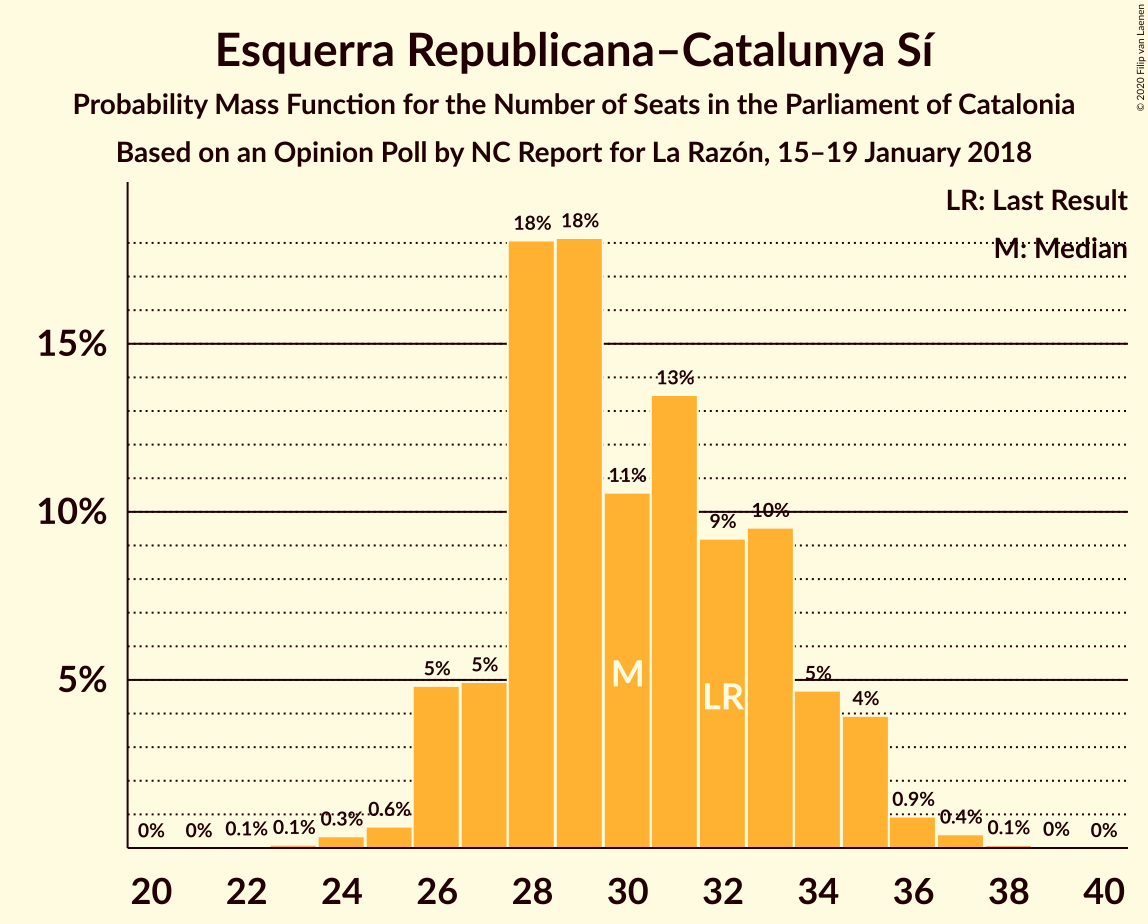 Esquerra Republicana–Catalunya Sí
Probability Mass Function for the Number of Seats in the Parliament of Catalonia
Based on an Opinion Poll by NC Report for La Razón, 15–19 January 2018
© 2020 Filip van Laenen
LR: Last Result
M: Median
18% 18%
15%
13%
11%
10% 9% 10%
5% 5% 5% 5% 4%
M LR
0% 0% 0.1% 0.1% 0.3% 0.6% 0.9% 0.4% 0.1% 0% 0%
20 22 24 26 28 30 32 34 36 38 40